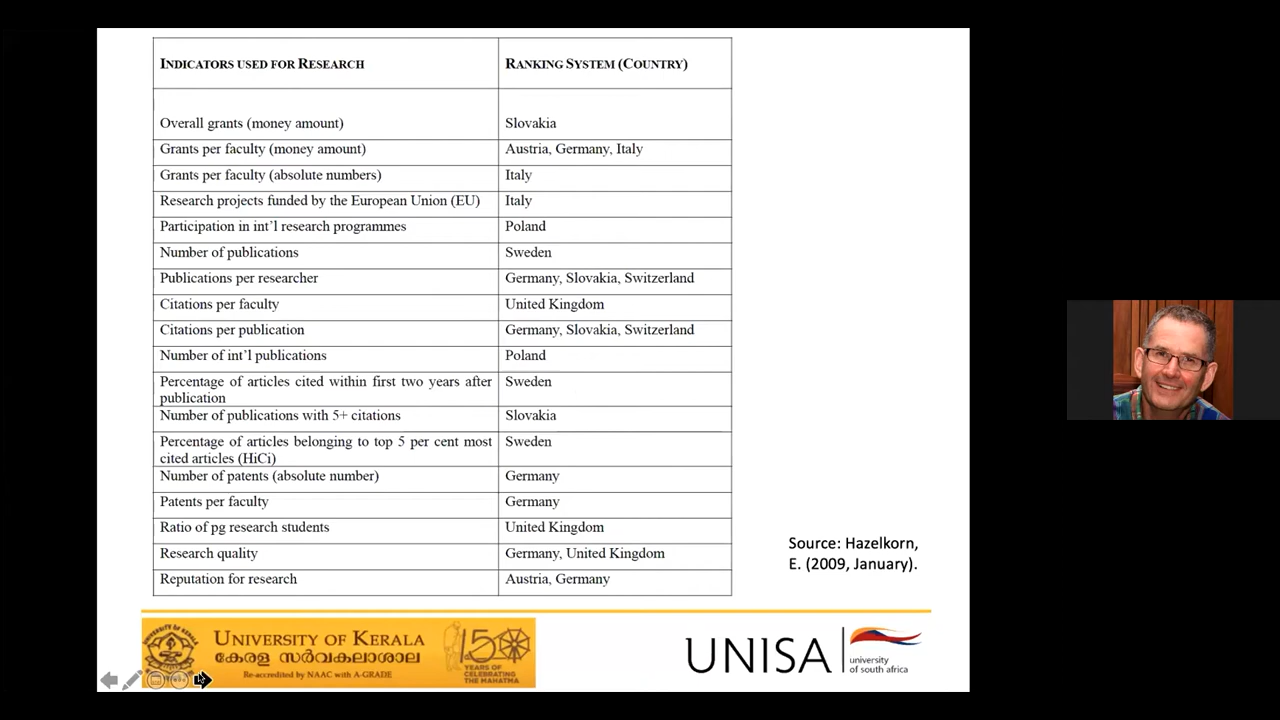 INDICATORS USED FOR RESEARCH RANKING SYSTEM (COUNTRY)
Overall grants (money amount) Slovakia
Grants per faculty (money amount) Austria, Germany, Italy
Grants per faculty (absolute numbers) Italy
Research projects funded by the European Union (EU) Italy
Participation in int’l research programmes Poland
Number of publications Sweden
Publications per researcher Germany, Slovakia, Switzerland
Citations per faculty United Kingdom
Citations per publication Germany, Slovakia, Switzerland
Number of int’l publications Poland
Percentage of articles cited within first two years after Sweden
publication
Number of publications with 5+ citations Slovakia
Percentage of articles belonging to top 5 per cent most Sweden
cited articles (HiCi)
Number of patents (absolute number) Germany
Patents per faculty Germany
Ratio of pg research students United Kingdom
Research quality Germany, United Kingdom
Reputation for research Austria, Germany
Source: Hazelkorn,
E. (2009, January).
UNIVERSITY OF KERALA
കേരള സർവകലാശാല
Re-accredited by NAAC with A-GRADE
150
YEARS OF
CELEBRATING
THE MAHATMA
UNISA
university
of south africa